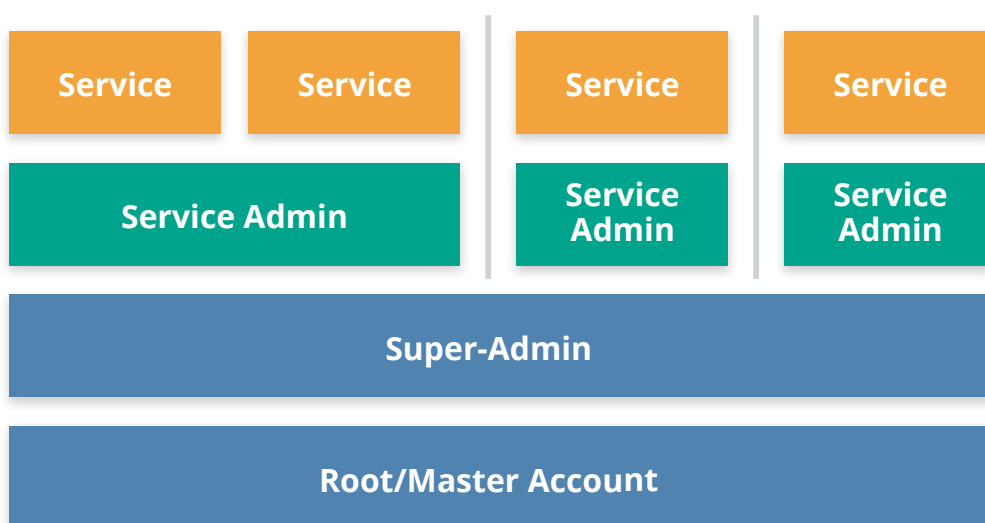 Service
Service
Service
Service
Service Admin
Service
Admin
Service
Admin
Super-Admin
Root/Master Account